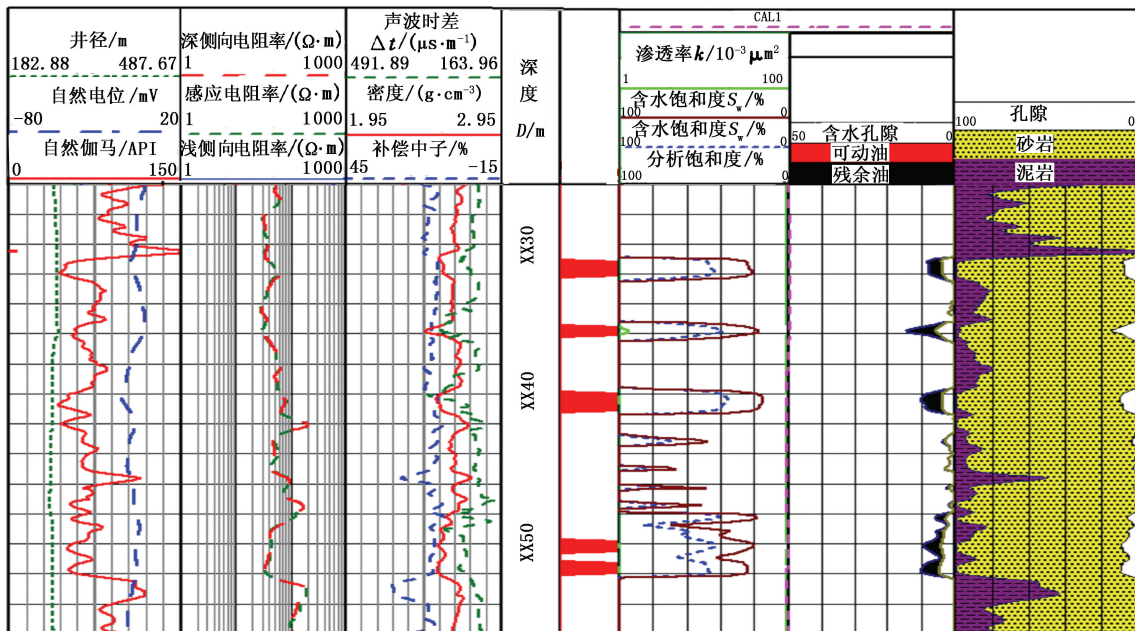 井径/m
182.88 487.67
自然电位/mV
-80 20
自然伽马/API
0 150
深侧向电阻率/(Ω·m)
1 1000
感应电阻率/(Ω·m)
1 1000
浅侧向电阻率/(Ω·m)
1 1000
声波时差
Δt/(μs·m⁻¹)
491.89 163.96
密度/(g·cm⁻³)
1.95 2.95
补偿中子/%
45 -15
深
度
D/m
CAL1
渗透率k/10⁻³μm²
1 100
含水饱和度Sw/%
100 0
含水饱和度Sw/%
100 0
分析饱和度/%
100 0
含水孔隙
50 0
可动油
残余油
孔隙
100 0
砂岩
泥岩
XX30
XX40
XX50